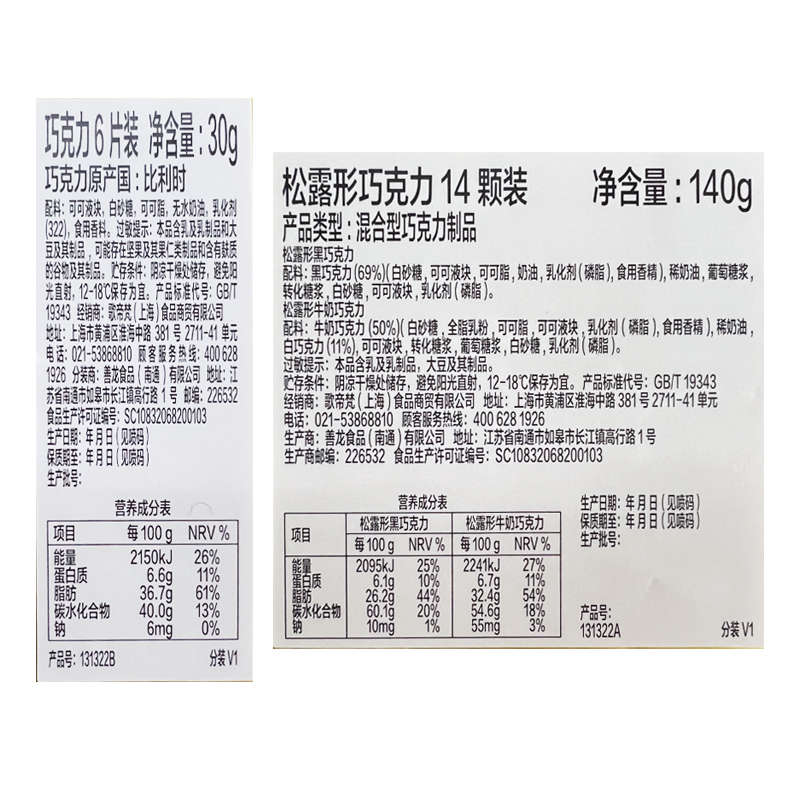 巧克力6片装 净含量：30g
巧克力原产国：比利时
配料：可可液块，白砂糖，可可脂，无水奶油，乳化剂
(322)，食用香料。过敏提示：本品含乳及乳制品和大
豆及其制品，可能存在坚果及其果仁类制品和含有麸质
的谷物及其制品。贮存条件：阴凉干燥处储存，避免阳
光直射，12-18℃保存为宜。产品标准代号：GB/T
19343 经销商：歌帝梵（上海）食品商贸有限公司
地址：上海市黄浦区淮海中路 381 号 2711-41 单元
电话：021-53868810 顾客服务热线：400 628
1926 分装商：善龙食品（南通）有限公司 地址：江
苏省南通市如皋市长江镇高行路 1 号 邮编：226532
食品生产许可证编号：SC10832068200103
生产日期：年月日（见喷码）
保质期至：年月日（见喷码）
生产批号：
营养成分表
项目 每100 g NRV %
能量 2150kJ 26%
蛋白质 6.6g 11%
脂肪 36.7g 61%
碳水化合物 40.0g 13%
钠 6mg 0%
产品号：131322B 分装 V1
松露形巧克力 14 颗装 净含量：140g
产品类型：混合型巧克力制品
松露形黑巧克力
配料：黑巧克力(69%)(白砂糖，可可液块，可可脂，奶油，乳化剂（磷脂），食用香精)，稀奶油，葡萄糖浆，
转化糖浆，白砂糖，可可液块，乳化剂（磷脂）。
松露形牛奶巧克力
配料：牛奶巧克力(50%)(白砂糖，全脂乳粉，可可脂，可可液块，乳化剂（磷脂），食用香精)，稀奶油，
白巧克力(11%)，可可液块，转化糖浆，葡萄糖浆，白砂糖，乳化剂（磷脂）。
过敏提示：本品含乳及乳制品，大豆及其制品。
贮存条件：阴凉干燥处储存，避免阳光直射，12-18℃保存为宜。产品标准代号：GB/T 19343
经销商：歌帝梵（上海）食品商贸有限公司 地址：上海市黄浦区淮海中路 381 号 2711-41 单元
电话：021-53868810 顾客服务热线：400 628 1926
生产商：善龙食品（南通）有限公司 地址：江苏省南通市如皋市长江镇高行路 1 号
生产商邮编：226532 食品生产许可证编号：SC10832068200103
营养成分表
项目 松露形黑巧克力 松露形牛奶巧克力
每100 g NRV % 每100 g NRV %
能量 2095kJ 25% 2241kJ 27%
蛋白质 6.1g 10% 6.7g 11%
脂肪 26.2g 44% 32.4g 54%
碳水化合物 60.1g 20% 54.6g 18%
钠 10mg 1% 55mg 3%
生产日期：年月日（见喷码）
保质期至：年月日（见喷码）
生产批号：
产品号：
131322A 分装 V1